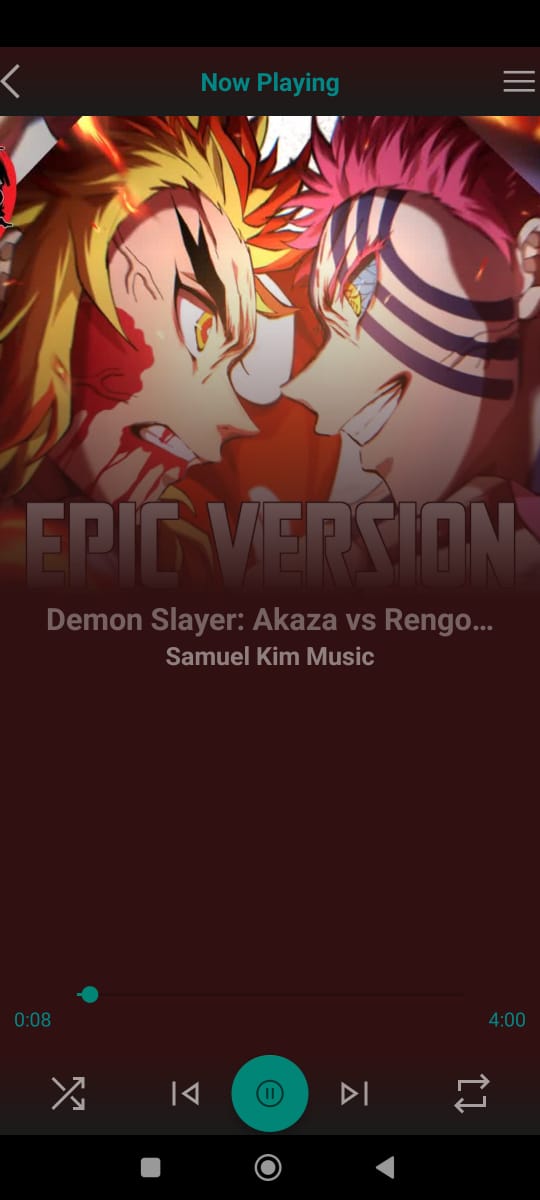 Now Playing
EPIC VERSION
Demon Slayer: Akaza vs Rengo...
Samuel Kim Music
0:08
4:00